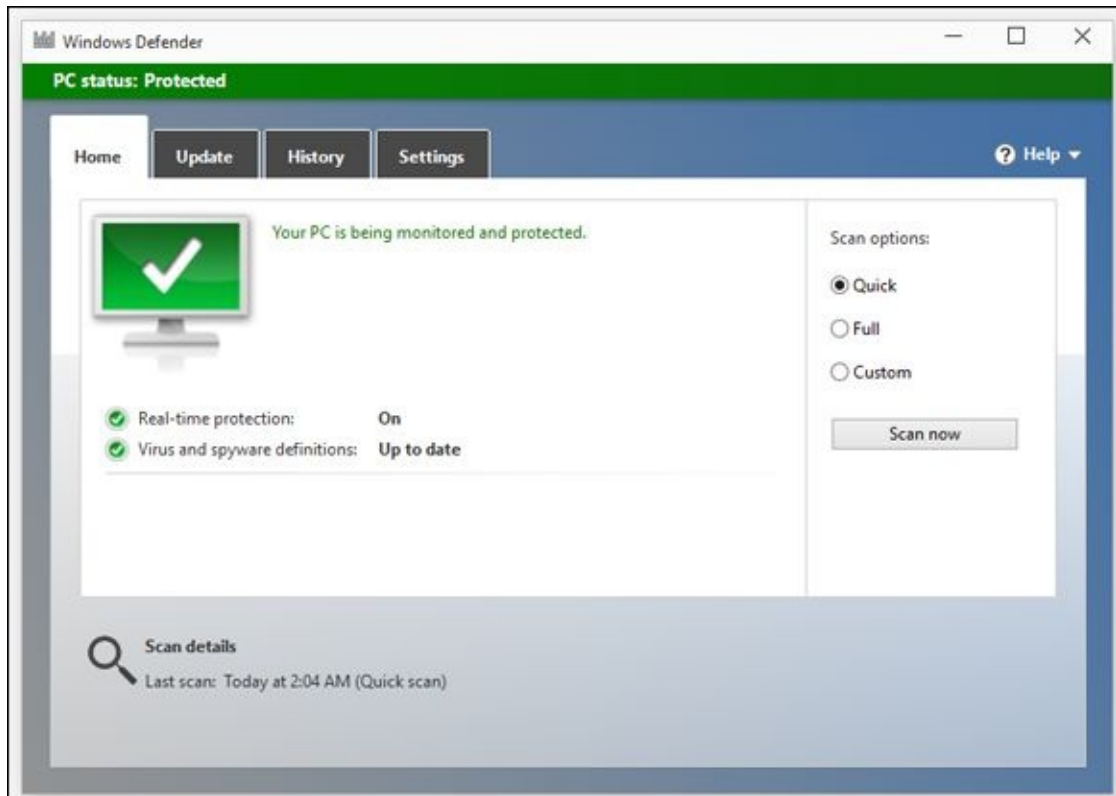 Windows Defender
PC status: Protected
Home Update History Settings Help
Your PC is being monitored and protected.
Real-time protection: On
Virus and spyware definitions: Up to date
Scan options:
Quick
Full
Custom
Scan now
Scan details
Last scan: Today at 2:04 AM (Quick scan)